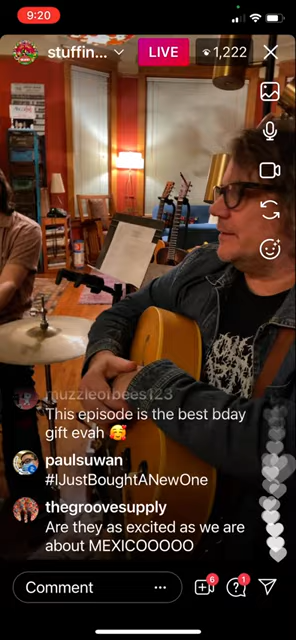 9:20
stuffin...
LIVE
1,222
muzzleofbees123
This episode is the best bday
gift evah 🥰
paulsuwan
#IJustBoughtANewOne
thegroovesupply
Are they as excited as we are
about MEXICOOOOO
Comment
6
1